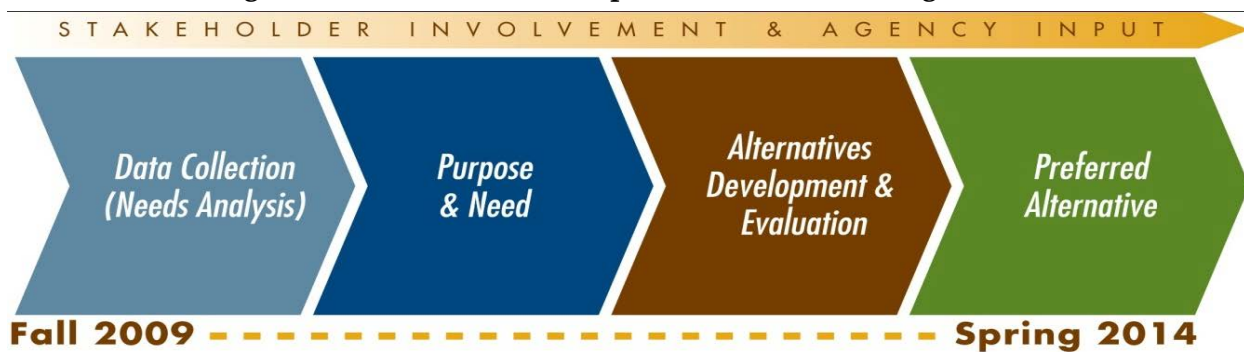 STAKEHOLDER INVOLVEMENT & AGENCY INPUT
Data Collection
(Needs Analysis)
Purpose
& Need
Alternatives
Development &
Evaluation
Preferred
Alternative
Fall 2009
Spring 2014